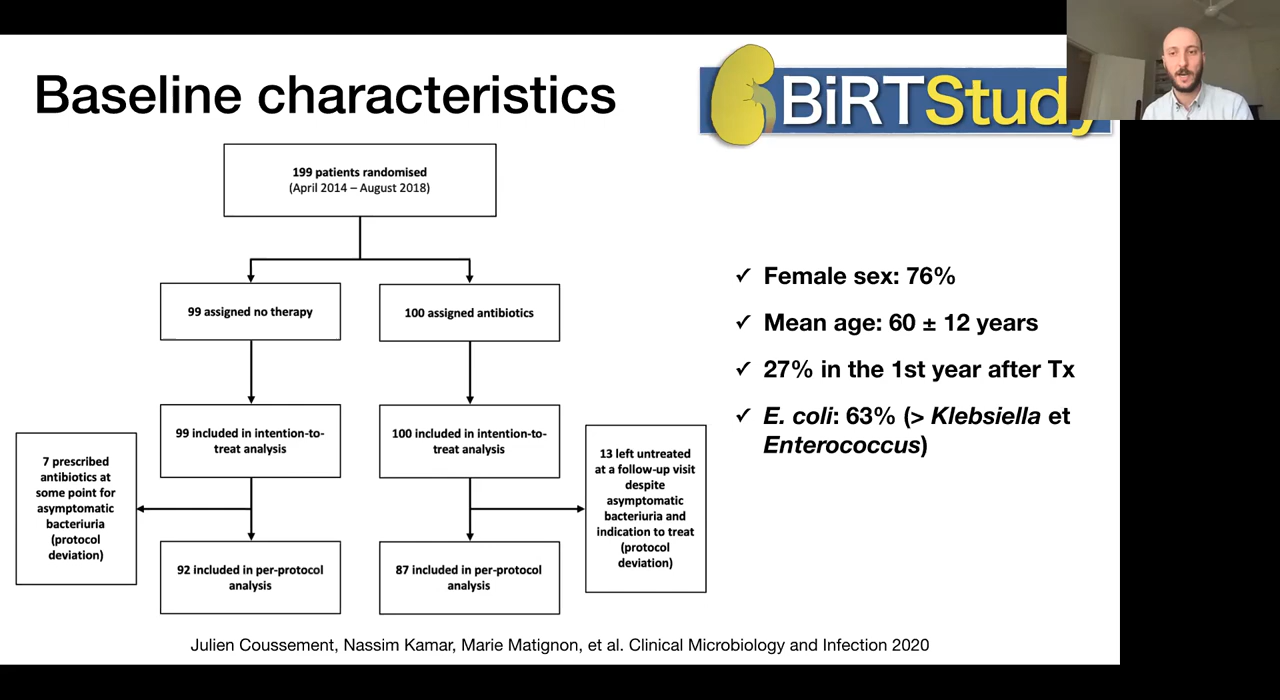 Baseline characteristics
BiRTStudy
199 patients randomised
(April 2014 – August 2018)
99 assigned no therapy
100 assigned antibiotics
99 included in intention-to-
treat analysis
100 included in intention-to-
treat analysis
7 prescribed
antibiotics at
some point for
asymptomatic
bacteriuria
(protocol
deviation)
13 left untreated
at a follow-up visit
despite
asymptomatic
bacteriuria and
indication to treat
(protocol
deviation)
92 included in per-protocol
analysis
87 included in per-protocol
analysis
✓ Female sex: 76%
✓ Mean age: 60 ± 12 years
✓ 27% in the 1st year after Tx
✓ E. coli: 63% (> Klebsiella et
Enterococcus)
Julien Coussement, Nassim Kamar, Marie Matignon, et al. Clinical Microbiology and Infection 2020